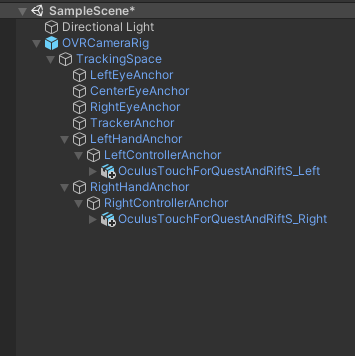 SampleScene*
Directional Light
OVRCameraRig
TrackingSpace
LeftEyeAnchor
CenterEyeAnchor
RightEyeAnchor
TrackerAnchor
LeftHandAnchor
LeftControllerAnchor
OculusTouchForQuestAndRiftS_Left
RightHandAnchor
RightControllerAnchor
OculusTouchForQuestAndRiftS_Right